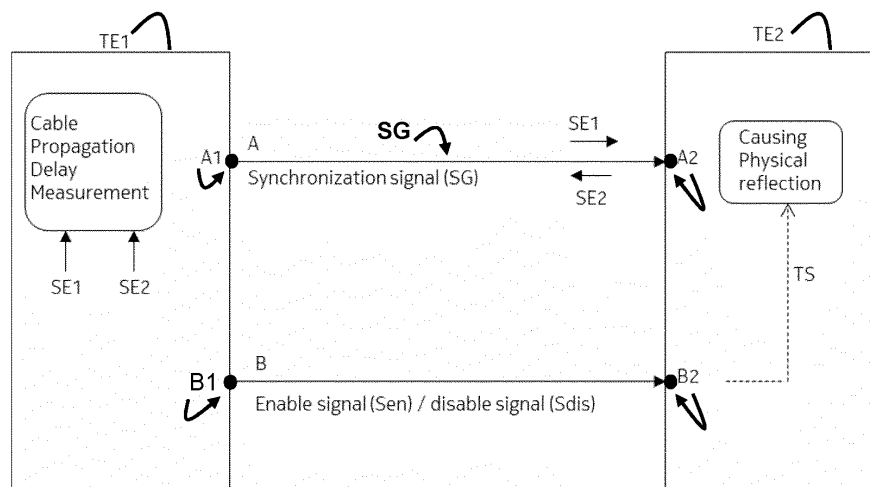 TE1
TE2
Cable
Propagation
Delay
Measurement
A1
A
SG
SE1
A2
Causing
Physical
reflection
Synchronization signal (SG)
SE2
SE1
SE2
TS
B1
B
B2
Enable signal (Sen) / disable signal (Sdis)